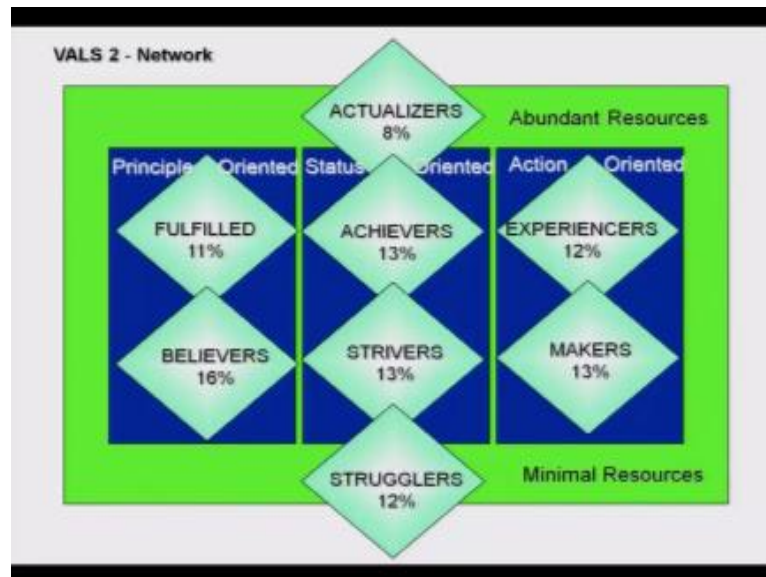 VALS 2 - Network
ACTUALIZERS
8%
Abundant Resources
Principle Oriented
Status Oriented
Action Oriented
FULFILLED
11%
ACHIEVERS
13%
EXPERIENCERS
12%
BELIEVERS
16%
STRIVERS
13%
MAKERS
13%
STRUGGLERS
12%
Minimal Resources